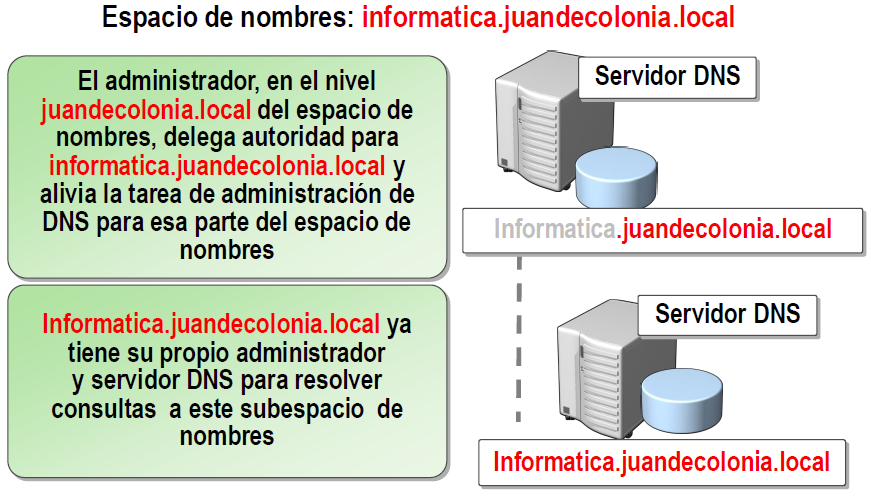 Espacio de nombres: informatica.juandecolonia.local
El administrador, en el nivel
juandecolonia.local del espacio de
nombres, delega autoridad para
informatica.juandecolonia.local y
alivia la tarea de administración de
DNS para esa parte del espacio de
nombres
Servidor DNS
Informatica.juandecolonia.local
Informatica.juandecolonia.local ya
tiene su propio administrador
y servidor DNS para resolver
consultas a este subespacio de
nombres
Servidor DNS
Informatica.juandecolonia.local